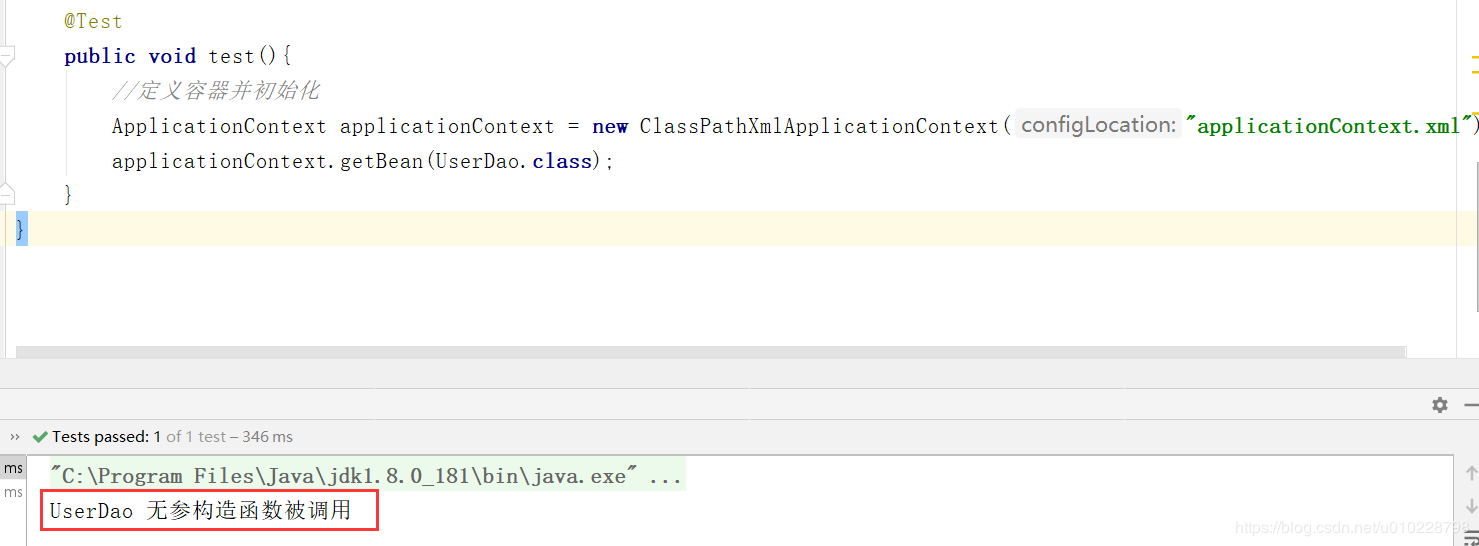 @Test
public void test(){
//定义容器并初始化
ApplicationContext applicationContext = new ClassPathXmlApplicationContext( configLocation: "applicationContext.xml")
applicationContext.getBean(UserDao.class);
}
}
›› Tests passed: 1 of 1 test – 346 ms
ms "C:\Program Files\Java\jdk1.8.0_181\bin\java.exe" ...
ms
UserDao 无参构造函数被调用
https://blog.csdn.net/u010228798